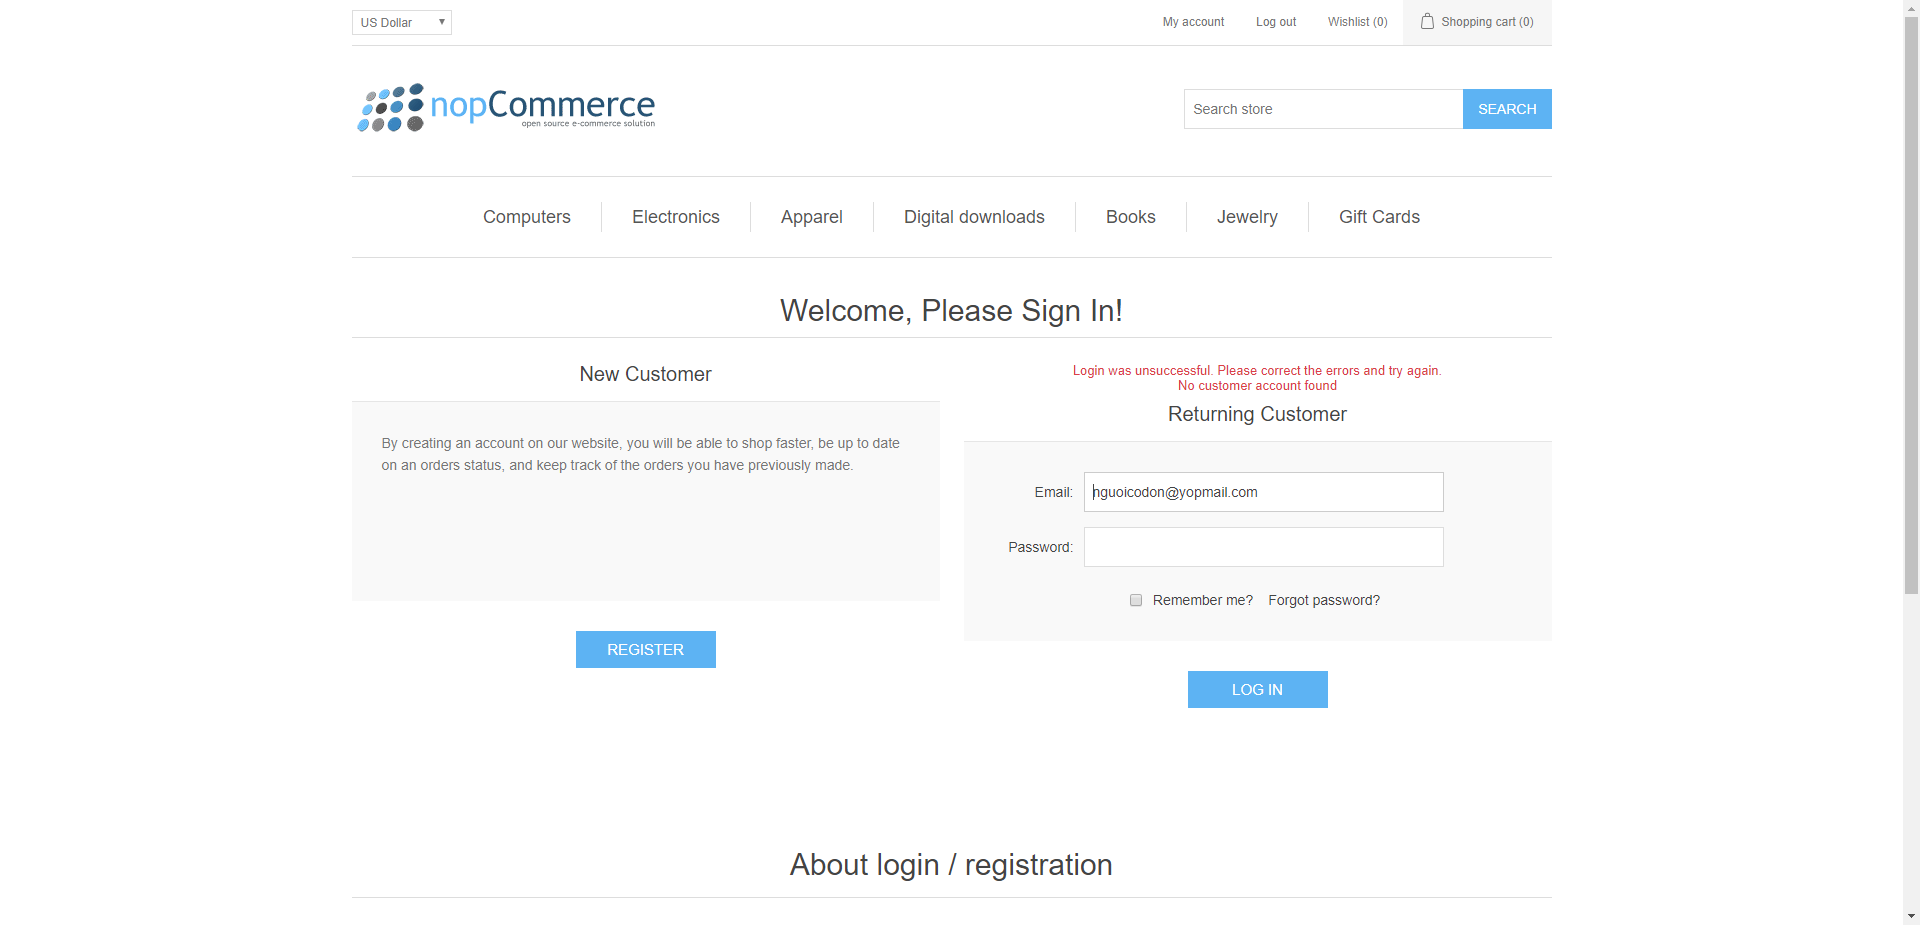 US Dollar
My account
Log out
Wishlist (0)
Shopping cart (0)
nopCommerce
open source e-commerce solution
Search store
SEARCH
Computers
Electronics
Apparel
Digital downloads
Books
Jewelry
Gift Cards
Welcome, Please Sign In!
New Customer
By creating an account on our website, you will be able to shop faster, be up to date
on an orders status, and keep track of the orders you have previously made.
REGISTER
Login was unsuccessful. Please correct the errors and try again.
No customer account found
Returning Customer
Email:
nguoicodon@yopmail.com
Password:
Remember me?
Forgot password?
LOG IN
About login / registration